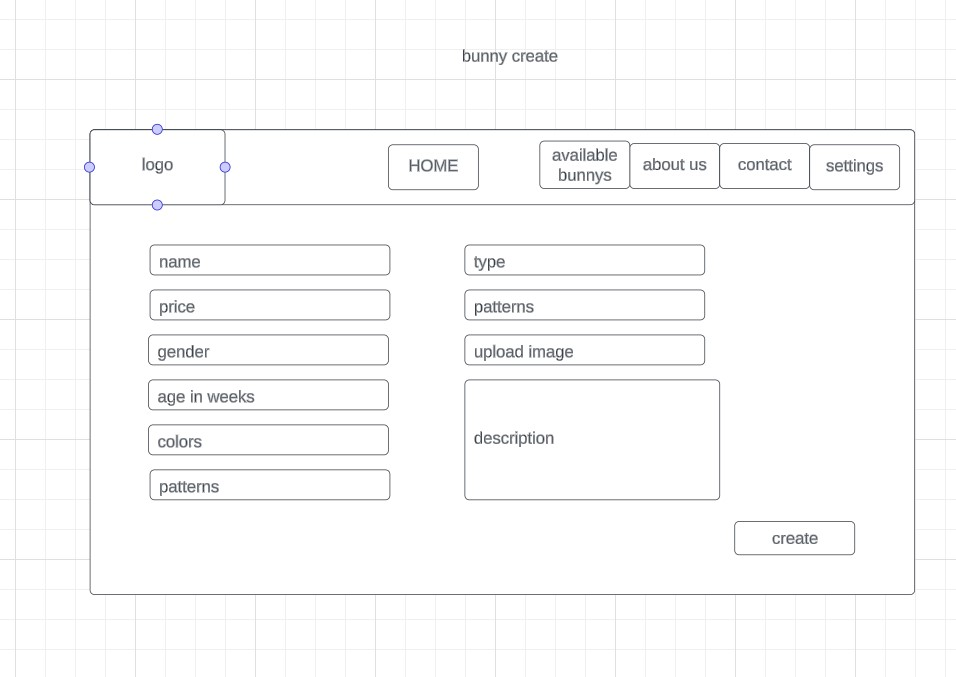 bunny create
logo
HOME
available
bunnys
about us
contact
settings
name
price
gender
age in weeks
colors
patterns
type
patterns
upload image
description
create